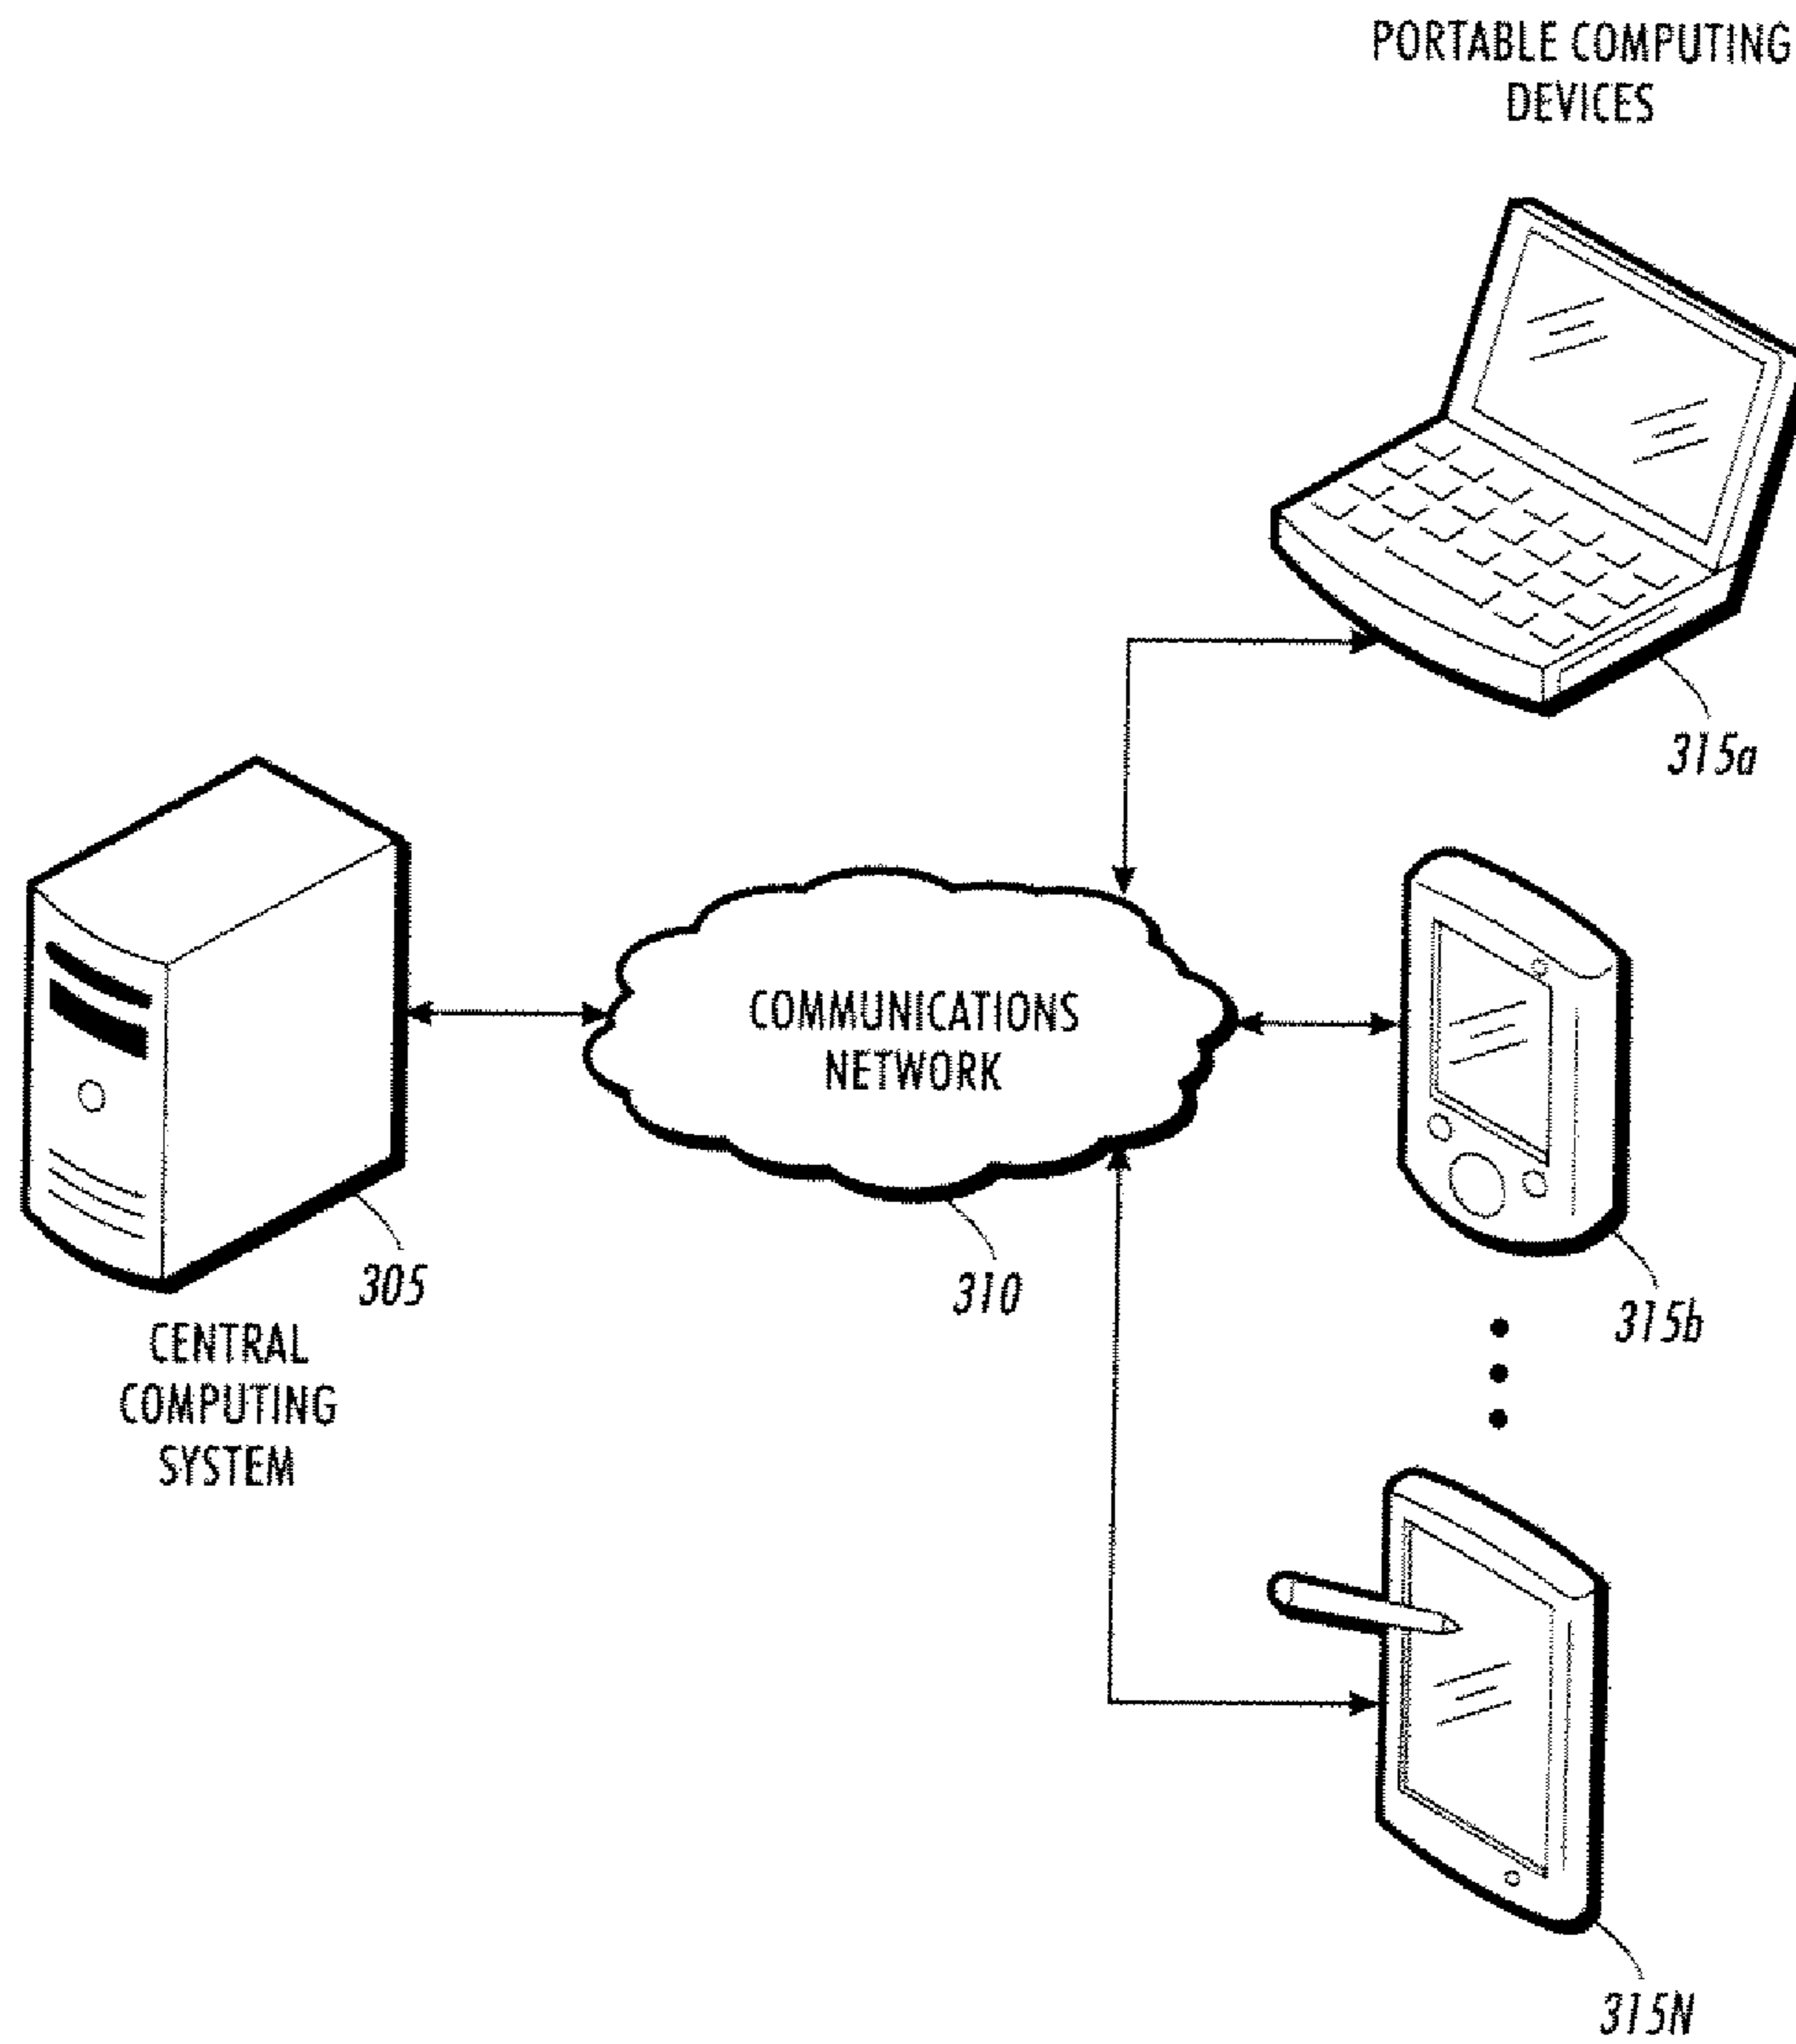 PORTABLE COMPUTING
DEVICES
315a
COMMUNICATIONS
NETWORK
305
310
315b
CENTRAL
COMPUTING
SYSTEM
315N